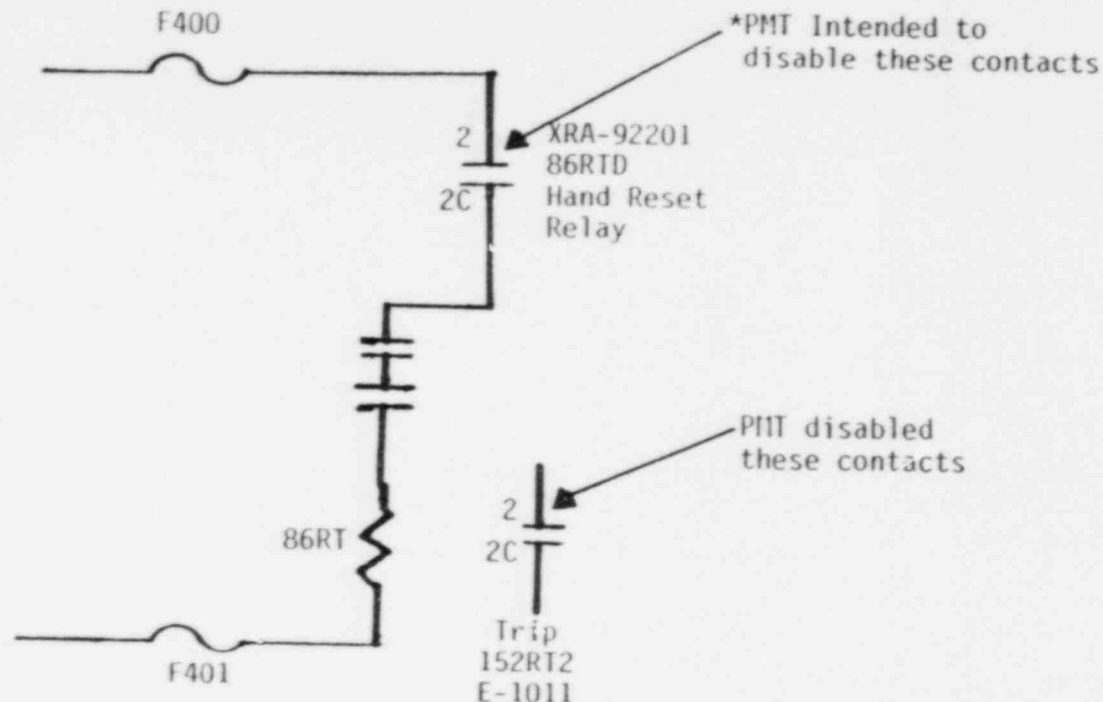 F400
*PMT Intended to
disable these contacts
2
2C
XRA-92201
86RTD
Hand Reset
Relay
PMT disabled
these contacts
2
2C
86RT
Trip
152RT2
E-1011
F401